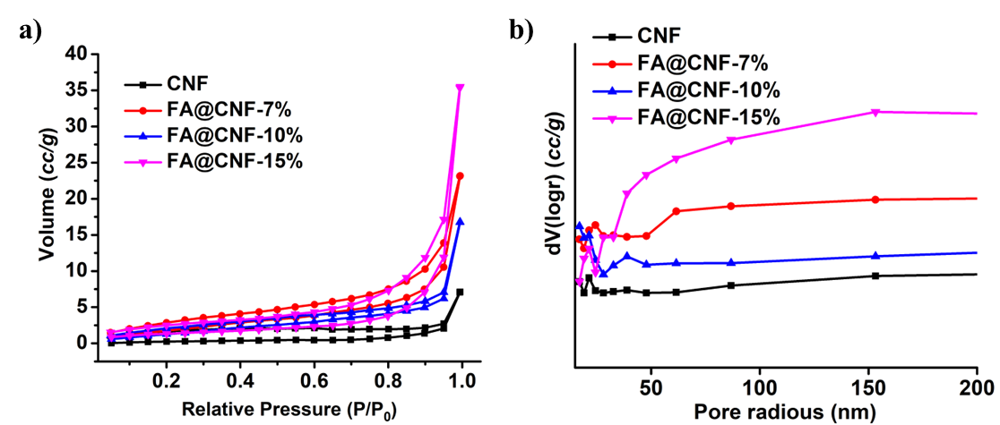 a)
40
35
30
25
20
15
10
5
0
Volume (cc/g)
CNF
FA@CNF-7%
FA@CNF-10%
FA@CNF-15%
0.2 0.4 0.6 0.8 1.0
Relative Pressure (P/P0)
b)
CNF
FA@CNF-7%
FA@CNF-10%
FA@CNF-15%
dV(logr) (cc/g)
50 100 150 200
Pore radious (nm)